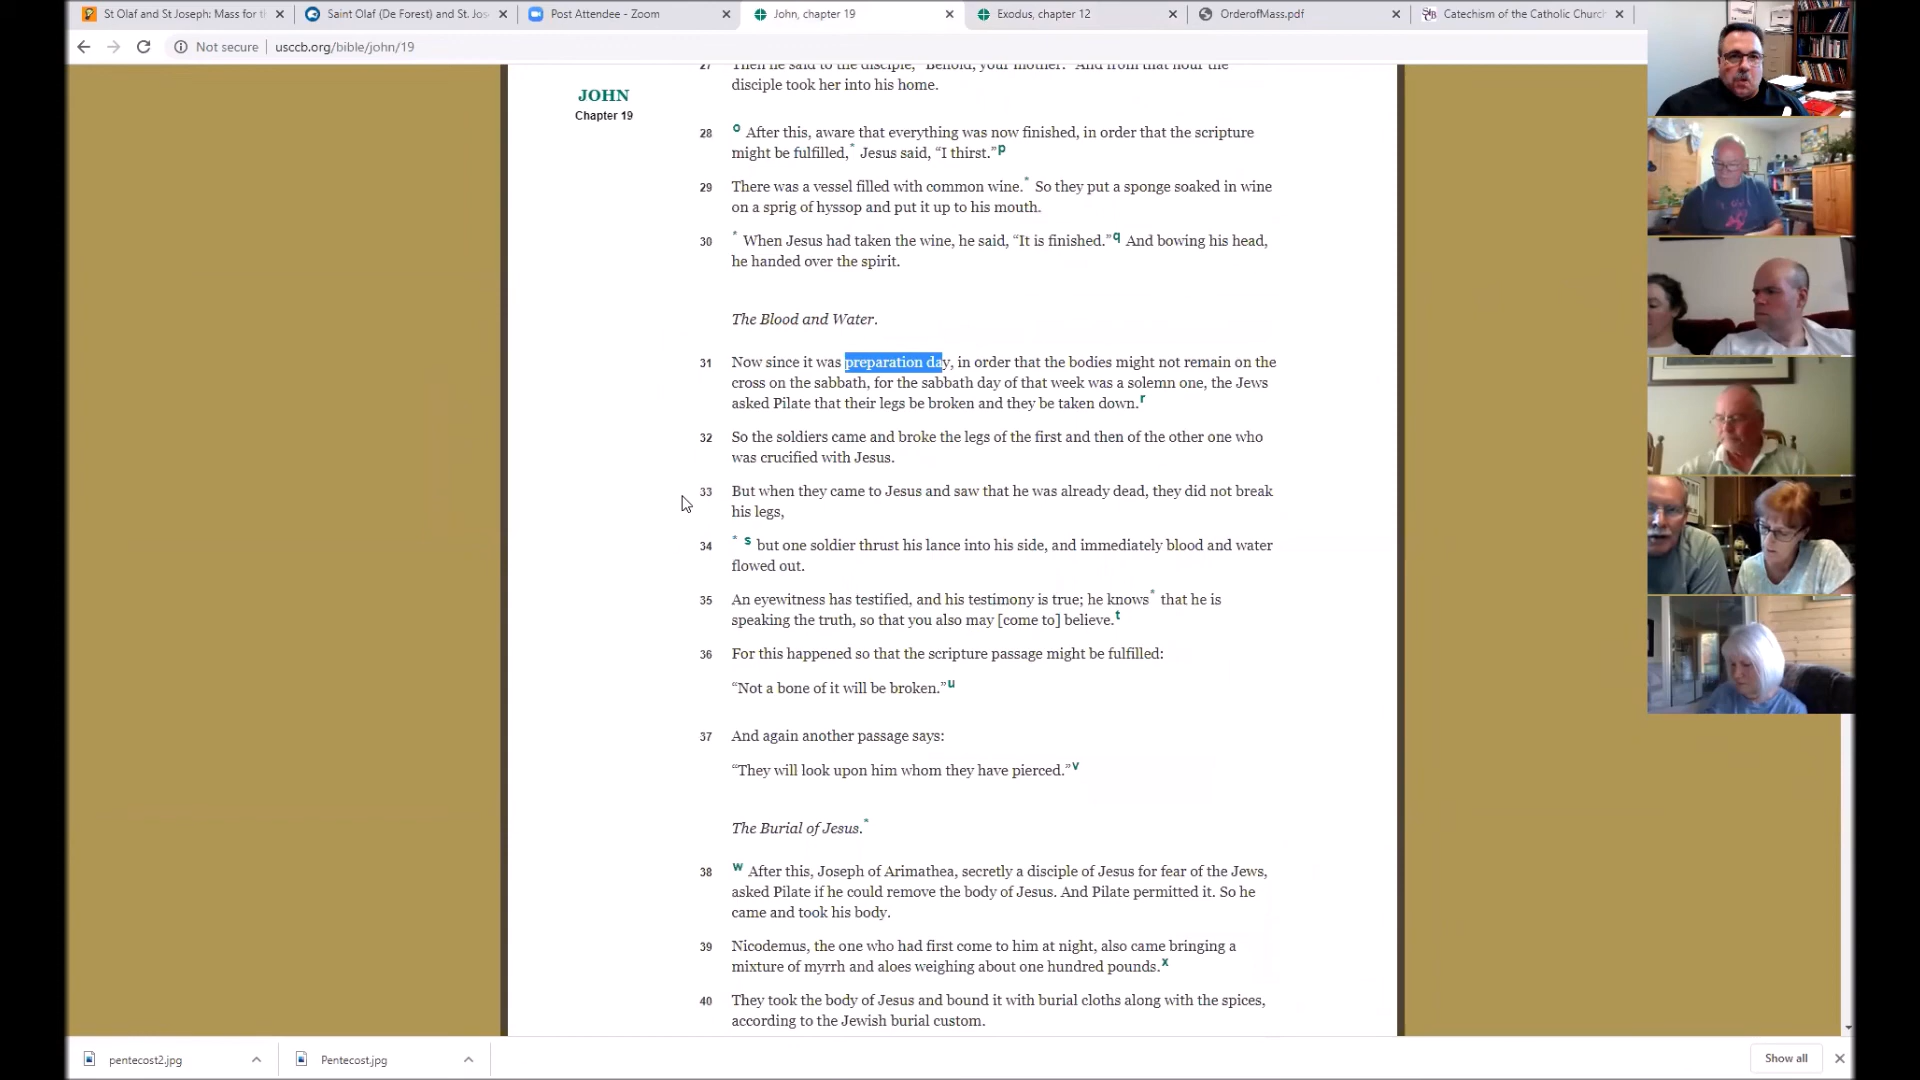 St Olaf and St Joseph: Mass for th
Saint Olaf (De Forest) and St. Jos
Post Attendee - Zoom
John, chapter 19
Exodus, chapter 12
OrderofMass.pdf
Catechism of the Catholic Church
Not secure
usccb.org/bible/john/19
JOHN
Chapter 19
27 Then he said to the disciple, “Behold, your mother.” And from that hour the
disciple took her into his home.
28 o After this, aware that everything was now finished, in order that the scripture
might be fulfilled,* Jesus said, “I thirst.”p
29 There was a vessel filled with common wine.* So they put a sponge soaked in wine
on a sprig of hyssop and put it up to his mouth.
30 * When Jesus had taken the wine, he said, “It is finished.”q And bowing his head,
he handed over the spirit.
The Blood and Water.
31 Now since it was preparation day, in order that the bodies might not remain on the
cross on the sabbath, for the sabbath day of that week was a solemn one, the Jews
asked Pilate that their legs be broken and they be taken down.r
32 So the soldiers came and broke the legs of the first and then of the other one who
was crucified with Jesus.
33 But when they came to Jesus and saw that he was already dead, they did not break
his legs,
34 * s but one soldier thrust his lance into his side, and immediately blood and water
flowed out.
35 An eyewitness has testified, and his testimony is true; he knows* that he is
speaking the truth, so that you also may [come to] believe.t
36 For this happened so that the scripture passage might be fulfilled:
“Not a bone of it will be broken.”u
37 And again another passage says:
“They will look upon him whom they have pierced.”v
The Burial of Jesus.*
38 w After this, Joseph of Arimathea, secretly a disciple of Jesus for fear of the Jews,
asked Pilate if he could remove the body of Jesus. And Pilate permitted it. So he
came and took his body.
39 Nicodemus, the one who had first come to him at night, also came bringing a
mixture of myrrh and aloes weighing about one hundred pounds.x
40 They took the body of Jesus and bound it with burial cloths along with the spices,
according to the Jewish burial custom.
pentecost2.jpg
Pentecost.jpg
Show all